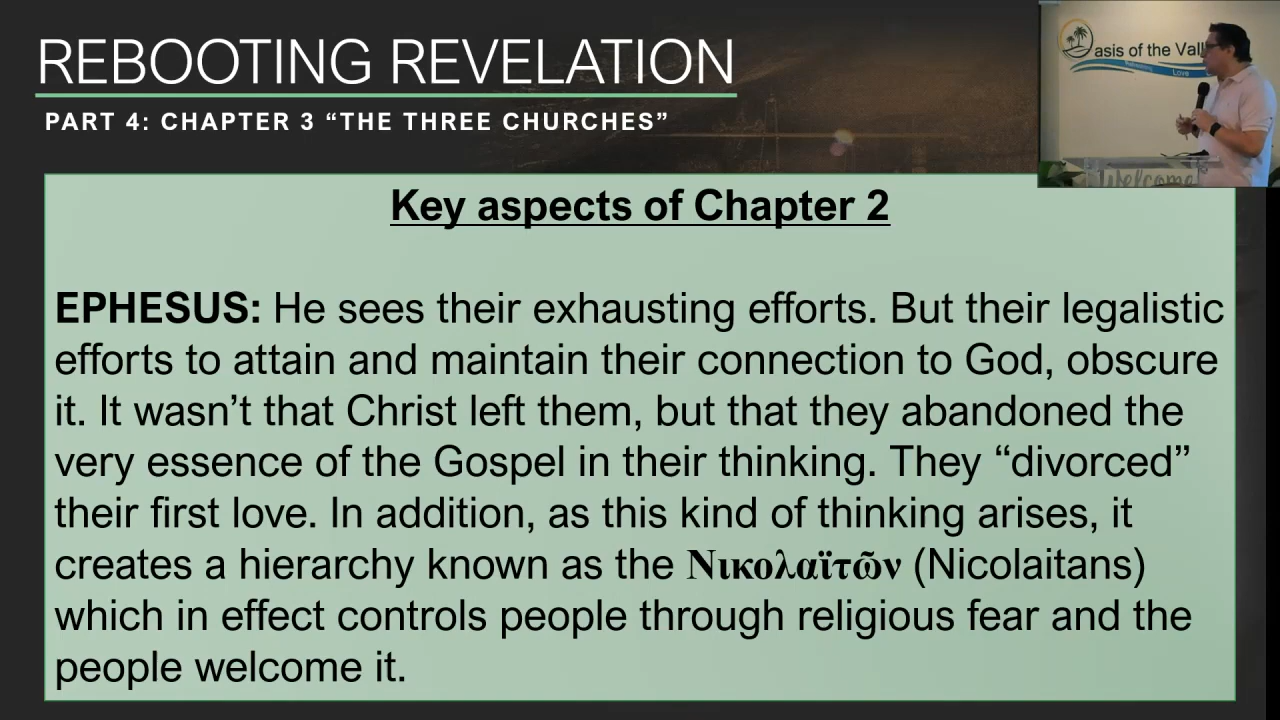 REBOOTING REVELATION
PART 4: CHAPTER 3 “THE THREE CHURCHES”
asis of the Vall
Love
Welcome
Key aspects of Chapter 2
EPHESUS: He sees their exhausting efforts. But their legalistic
efforts to attain and maintain their connection to God, obscure
it. It wasn’t that Christ left them, but that they abandoned the
very essence of the Gospel in their thinking. They “divorced”
their first love. In addition, as this kind of thinking arises, it
creates a hierarchy known as the Νικολαϊτῶν (Nicolaitans)
which in effect controls people through religious fear and the
people welcome it.